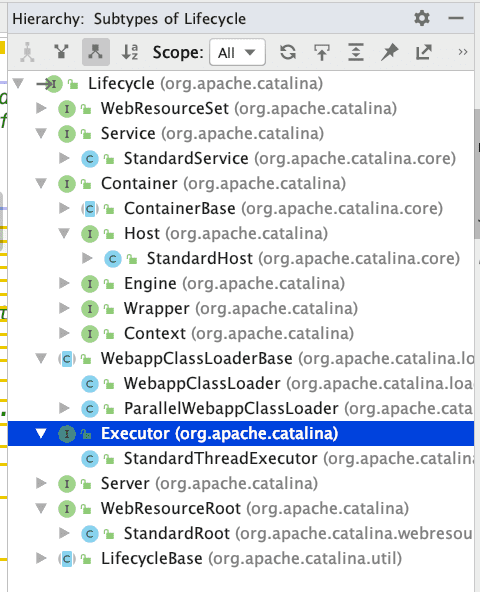 Hierarchy: Subtypes of Lifecycle
Scope: All
Lifecycle (org.apache.catalina)
WebResourceSet (org.apache.catalina)
Service (org.apache.catalina)
StandardService (org.apache.catalina.core)
Container (org.apache.catalina)
ContainerBase (org.apache.catalina.core)
Host (org.apache.catalina)
StandardHost (org.apache.catalina.core)
Engine (org.apache.catalina)
Wrapper (org.apache.catalina)
Context (org.apache.catalina)
WebappClassLoaderBase (org.apache.catalina.lo
WebappClassLoader (org.apache.catalina.loa
ParallelWebappClassLoader (org.apache.cata
Executor (org.apache.catalina)
StandardThreadExecutor (org.apache.catalina
Server (org.apache.catalina)
WebResourceRoot (org.apache.catalina)
StandardRoot (org.apache.catalina.webresou
LifecycleBase (org.apache.catalina.util)